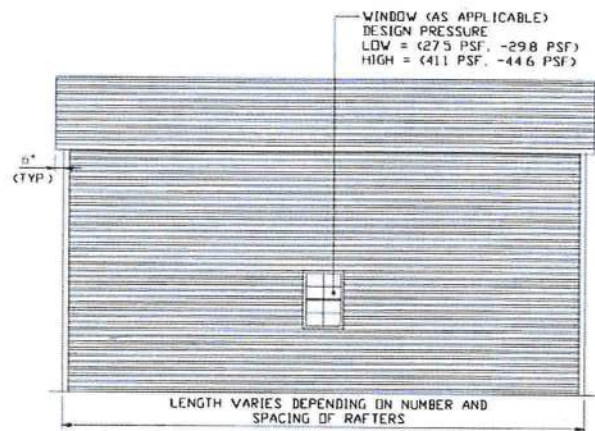 WINDOW (AS APPLICABLE)
DESIGN PRESSURE
LOW = (27.5 PSF, -29.8 PSF)
HIGH = (41.1 PSF, -44.6 PSF)
6"
(TYP.)
LENGTH VARIES DEPENDING ON NUMBER AND
SPACING OF RAFTERS